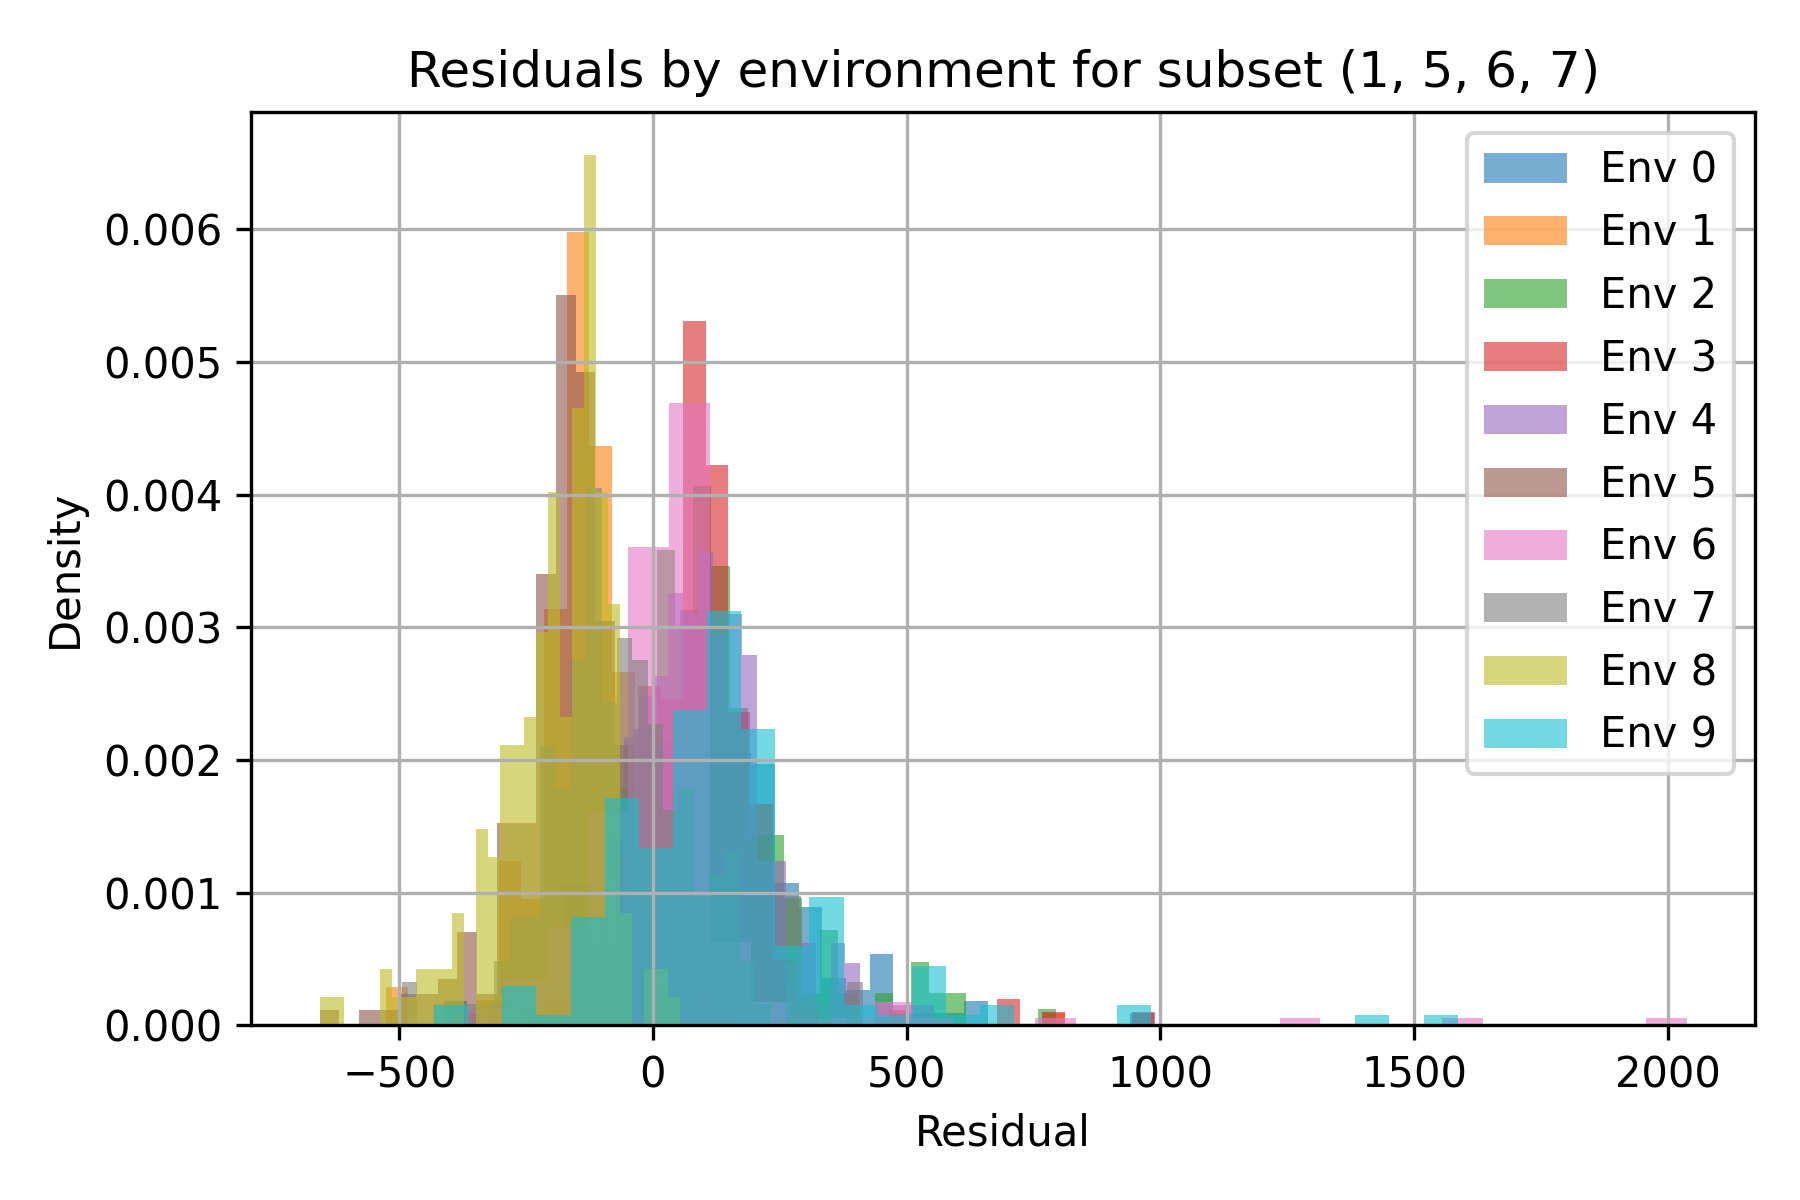 Residuals by environment for subset (1, 5, 6, 7)
Density
0.006
0.005
0.004
0.003
0.002
0.001
0.000
−500
0
500
1000
1500
2000
Residual
Env 0
Env 1
Env 2
Env 3
Env 4
Env 5
Env 6
Env 7
Env 8
Env 9